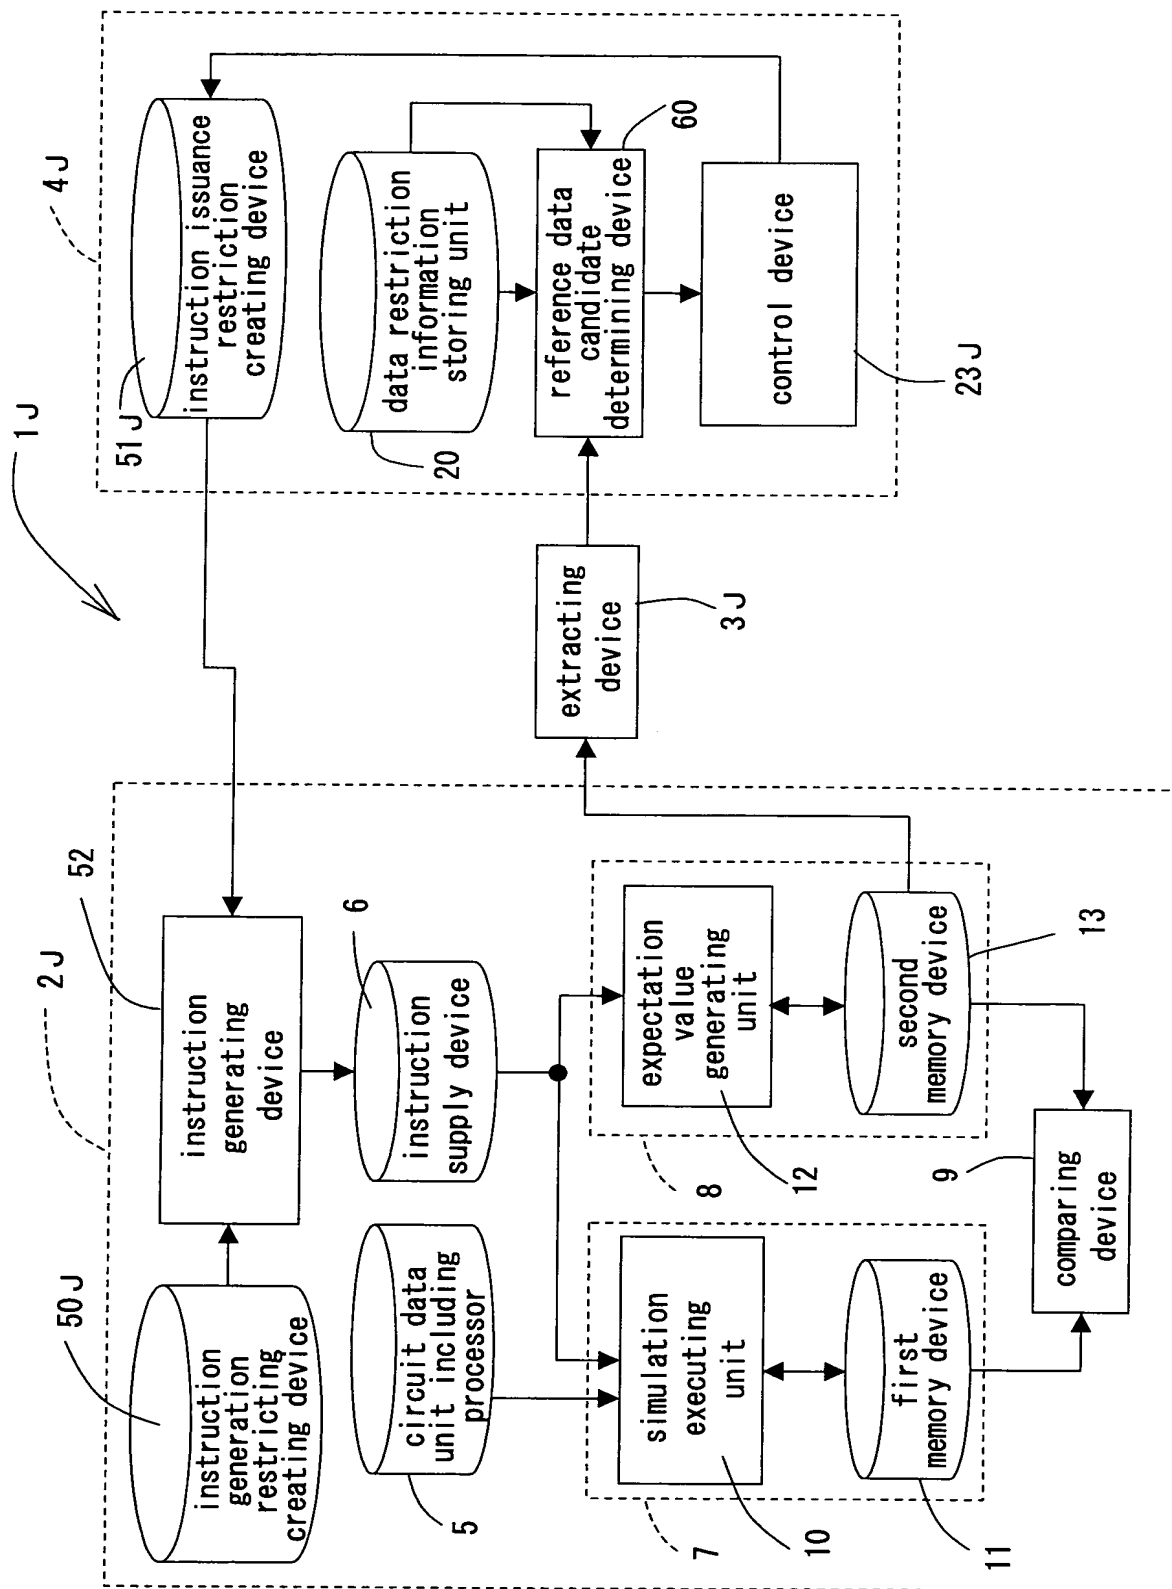 1J
2J
50J
instruct
generation
restricting
creating device
52
instruction
generating
device
51J
instruction issuance
restriction
creating device
4J
5
circuit data
unit including
processor
6
instruction
supply device
20
data restriction
information
storing unit
7
10
simulation
executing
unit
8
12
expectation
value
generating
unit
extracting
device
3J
reference data
candidate
determining device
60
11
first
memory device
13
second
memory device
control device
23J
9
comparing
device